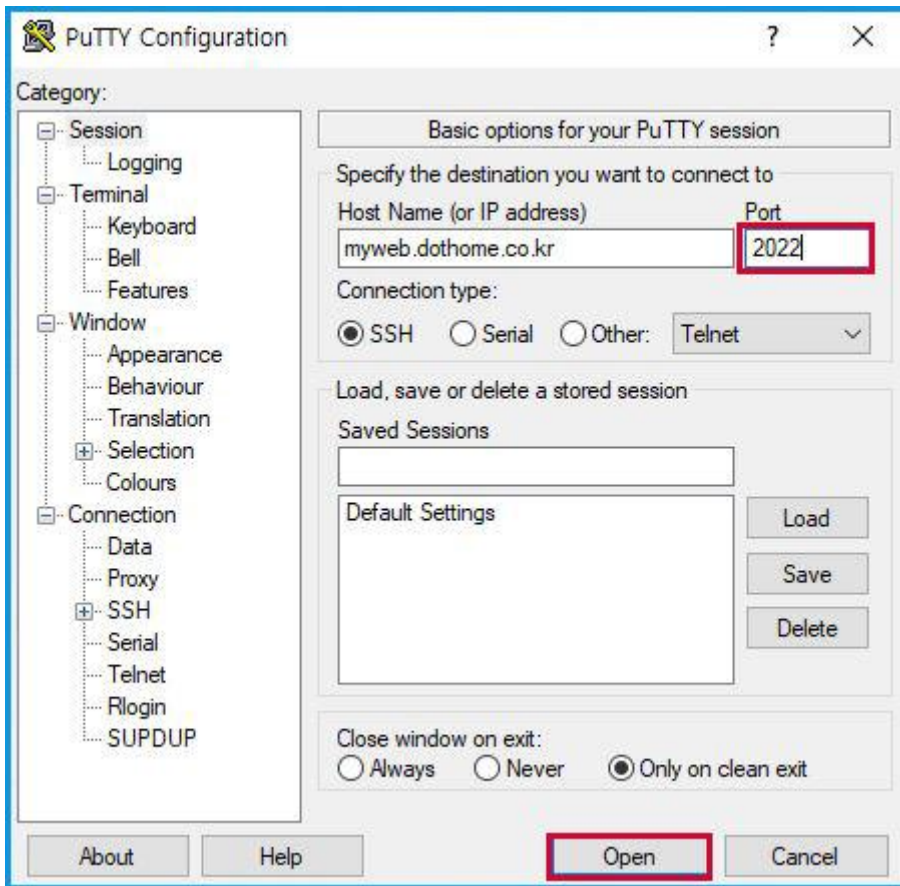 PuTTY Configuration
? 
Category:
Session
Logging
Terminal
Keyboard
Bell
Features
Window
Appearance
Behaviour
Translation
Selection
Colours
Connection
Data
Proxy
SSH
Serial
Telnet
Rlogin
SUPDUP
Basic options for your PuTTY session
Specify the destination you want to connect to
Host Name (or IP address) Port
myweb.dothome.co.kr 2022
Connection type:
SSH Serial Other: Telnet
Load, save or delete a stored session
Saved Sessions
Default Settings
Load
Save
Delete
Close window on exit:
Always Never Only on clean exit
About Help Open Cancel